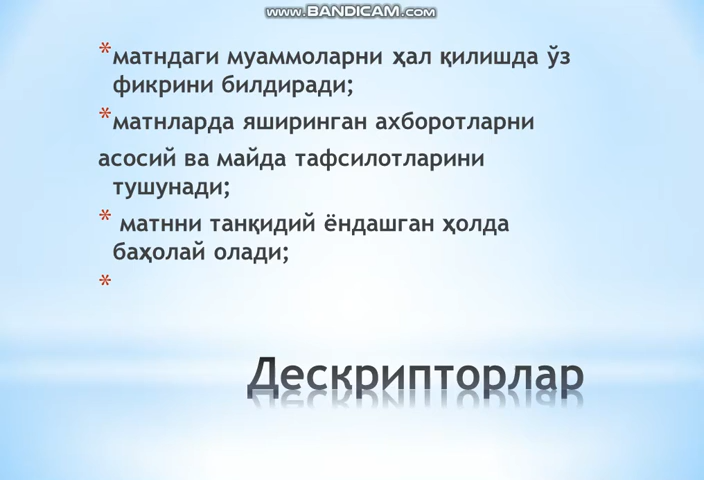 www.BANDICAM.com
*матндаги муаммоларни ҳал қилишда ўз
фикрини билдиради;
*матнларда яширинган ахборотларни
асосий ва майда тафсилотларини
тушунади;
* матнни танқидий ёндашган ҳолда
баҳолай олади;
*
Дескрипторлар